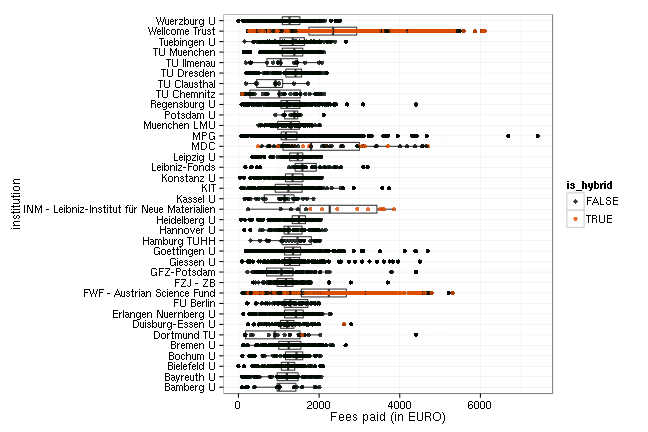 Wuerzburg U
Wellcome Trust
Tuebingen U
TU Muenchen
TU Ilmenau
TU Dresden
TU Clausthal
TU Chemnitz
Regensburg U
Potsdam U
Muenchen LMU
MPG
MDC
Leipzig U
Leibniz-Fonds
Konstanz U
KIT
Kassel U
INM - Leibniz-Institut für Neue Materialien
Heidelberg U
Hannover U
Hamburg TUHH
Goettingen U
Giessen U
GFZ-Potsdam
FZJ - ZB
FWF - Austrian Science Fund
FU Berlin
Erlangen Nuernberg U
Duisburg-Essen U
Dortmund TU
Bremen U
Bochum U
Bielefeld U
Bayreuth U
Bamberg U
institution
0 2000 4000 6000
Fees paid (in EURO)
is_hybrid
FALSE
TRUE